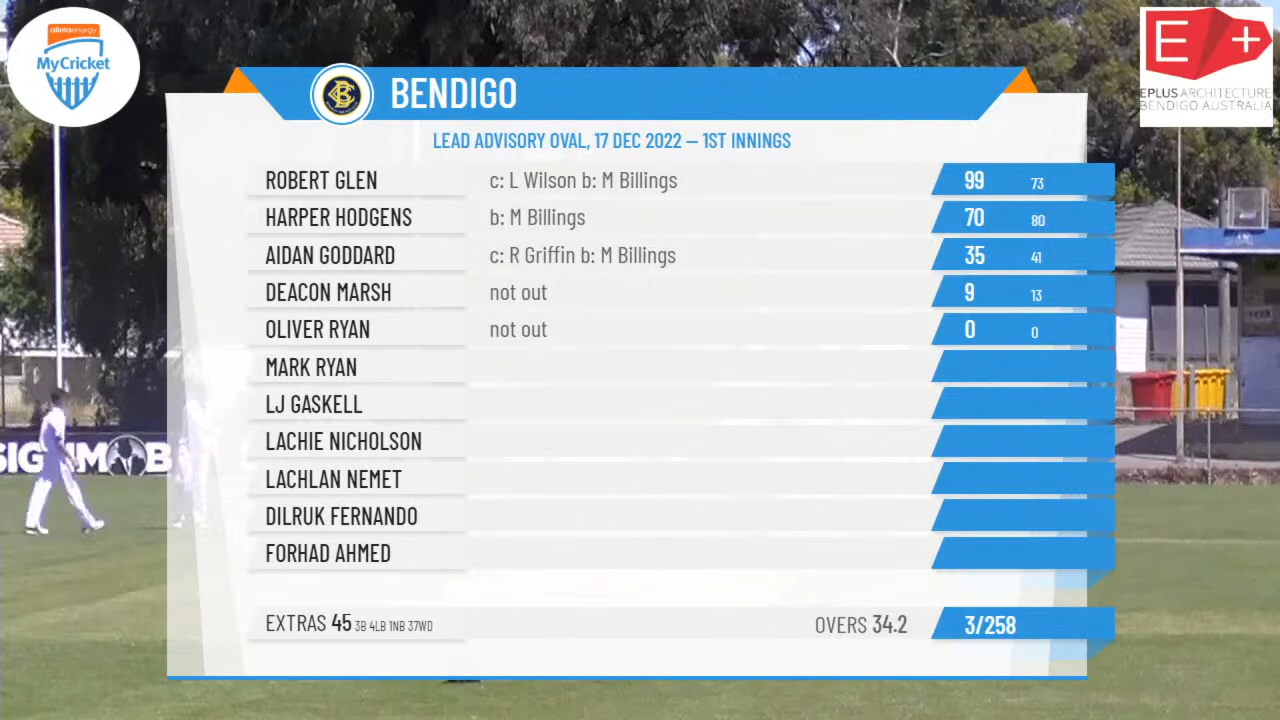 alintaenergy
MyCricket
E +
EPLUS ARCHITECTURE
BENDIGO AUSTRALIA
BENDIGO
LEAD ADVISORY OVAL, 17 DEC 2022 – 1ST INNINGS
ROBERT GLEN c: L Wilson b: M Billings 99 73
HARPER HODGENS b: M Billings 70 80
AIDAN GODDARD c: R Griffin b: M Billings 35 41
DEACON MARSH not out 9 13
OLIVER RYAN not out 0 0
MARK RYAN
LJ GASKELL
LACHIE NICHOLSON
LACHLAN NEMET
DILRUK FERNANDO
FORHAD AHMED
EXTRAS 45 3B 4LB 1NB 37WD OVERS 34.2 3/258